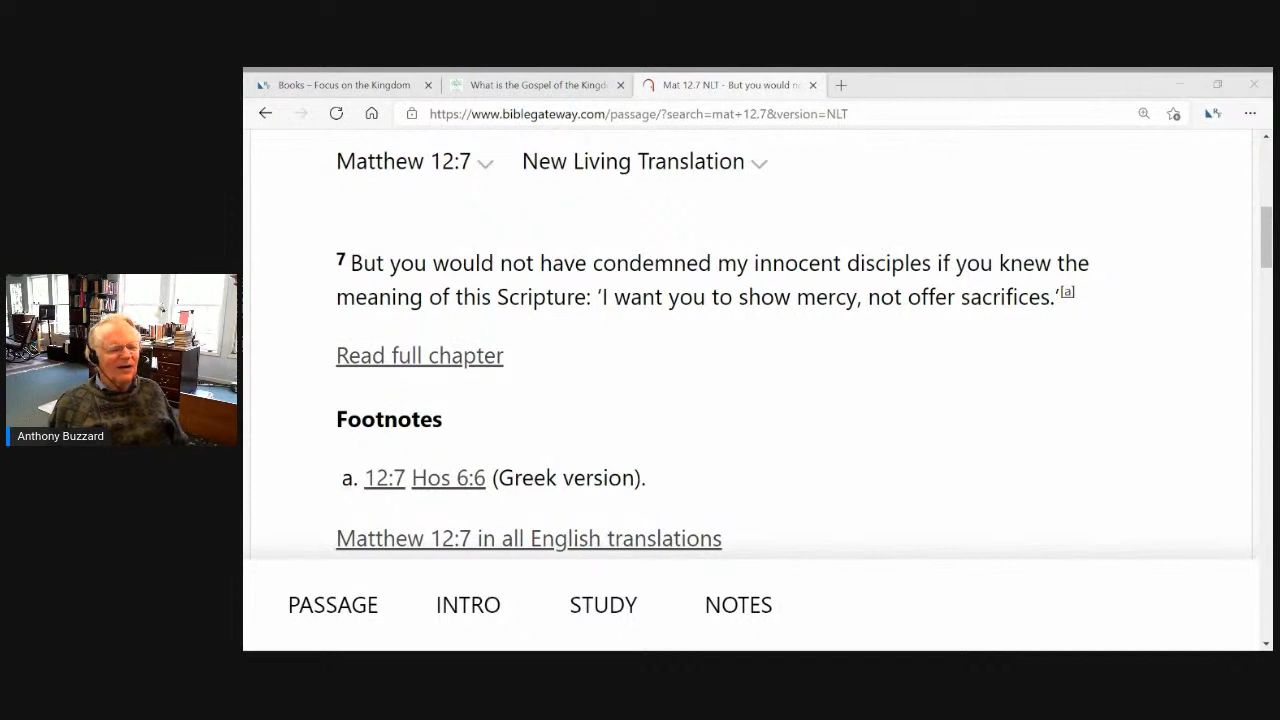 Books – Focus on the Kingdom
What is the Gospel of the Kingd
Mat 12.7 NLT - But you would n
https://www.biblegateway.com/passage/?search=mat+12.7&version=NLT
Matthew 12:7 New Living Translation
7 But you would not have condemned my innocent disciples if you knew the
meaning of this Scripture: ‘I want you to show mercy, not offer sacrifices.’[a]
Read full chapter
Footnotes
a. 12:7 Hos 6:6 (Greek version).
Matthew 12:7 in all English translations
PASSAGE INTRO STUDY NOTES
Anthony Buzzard